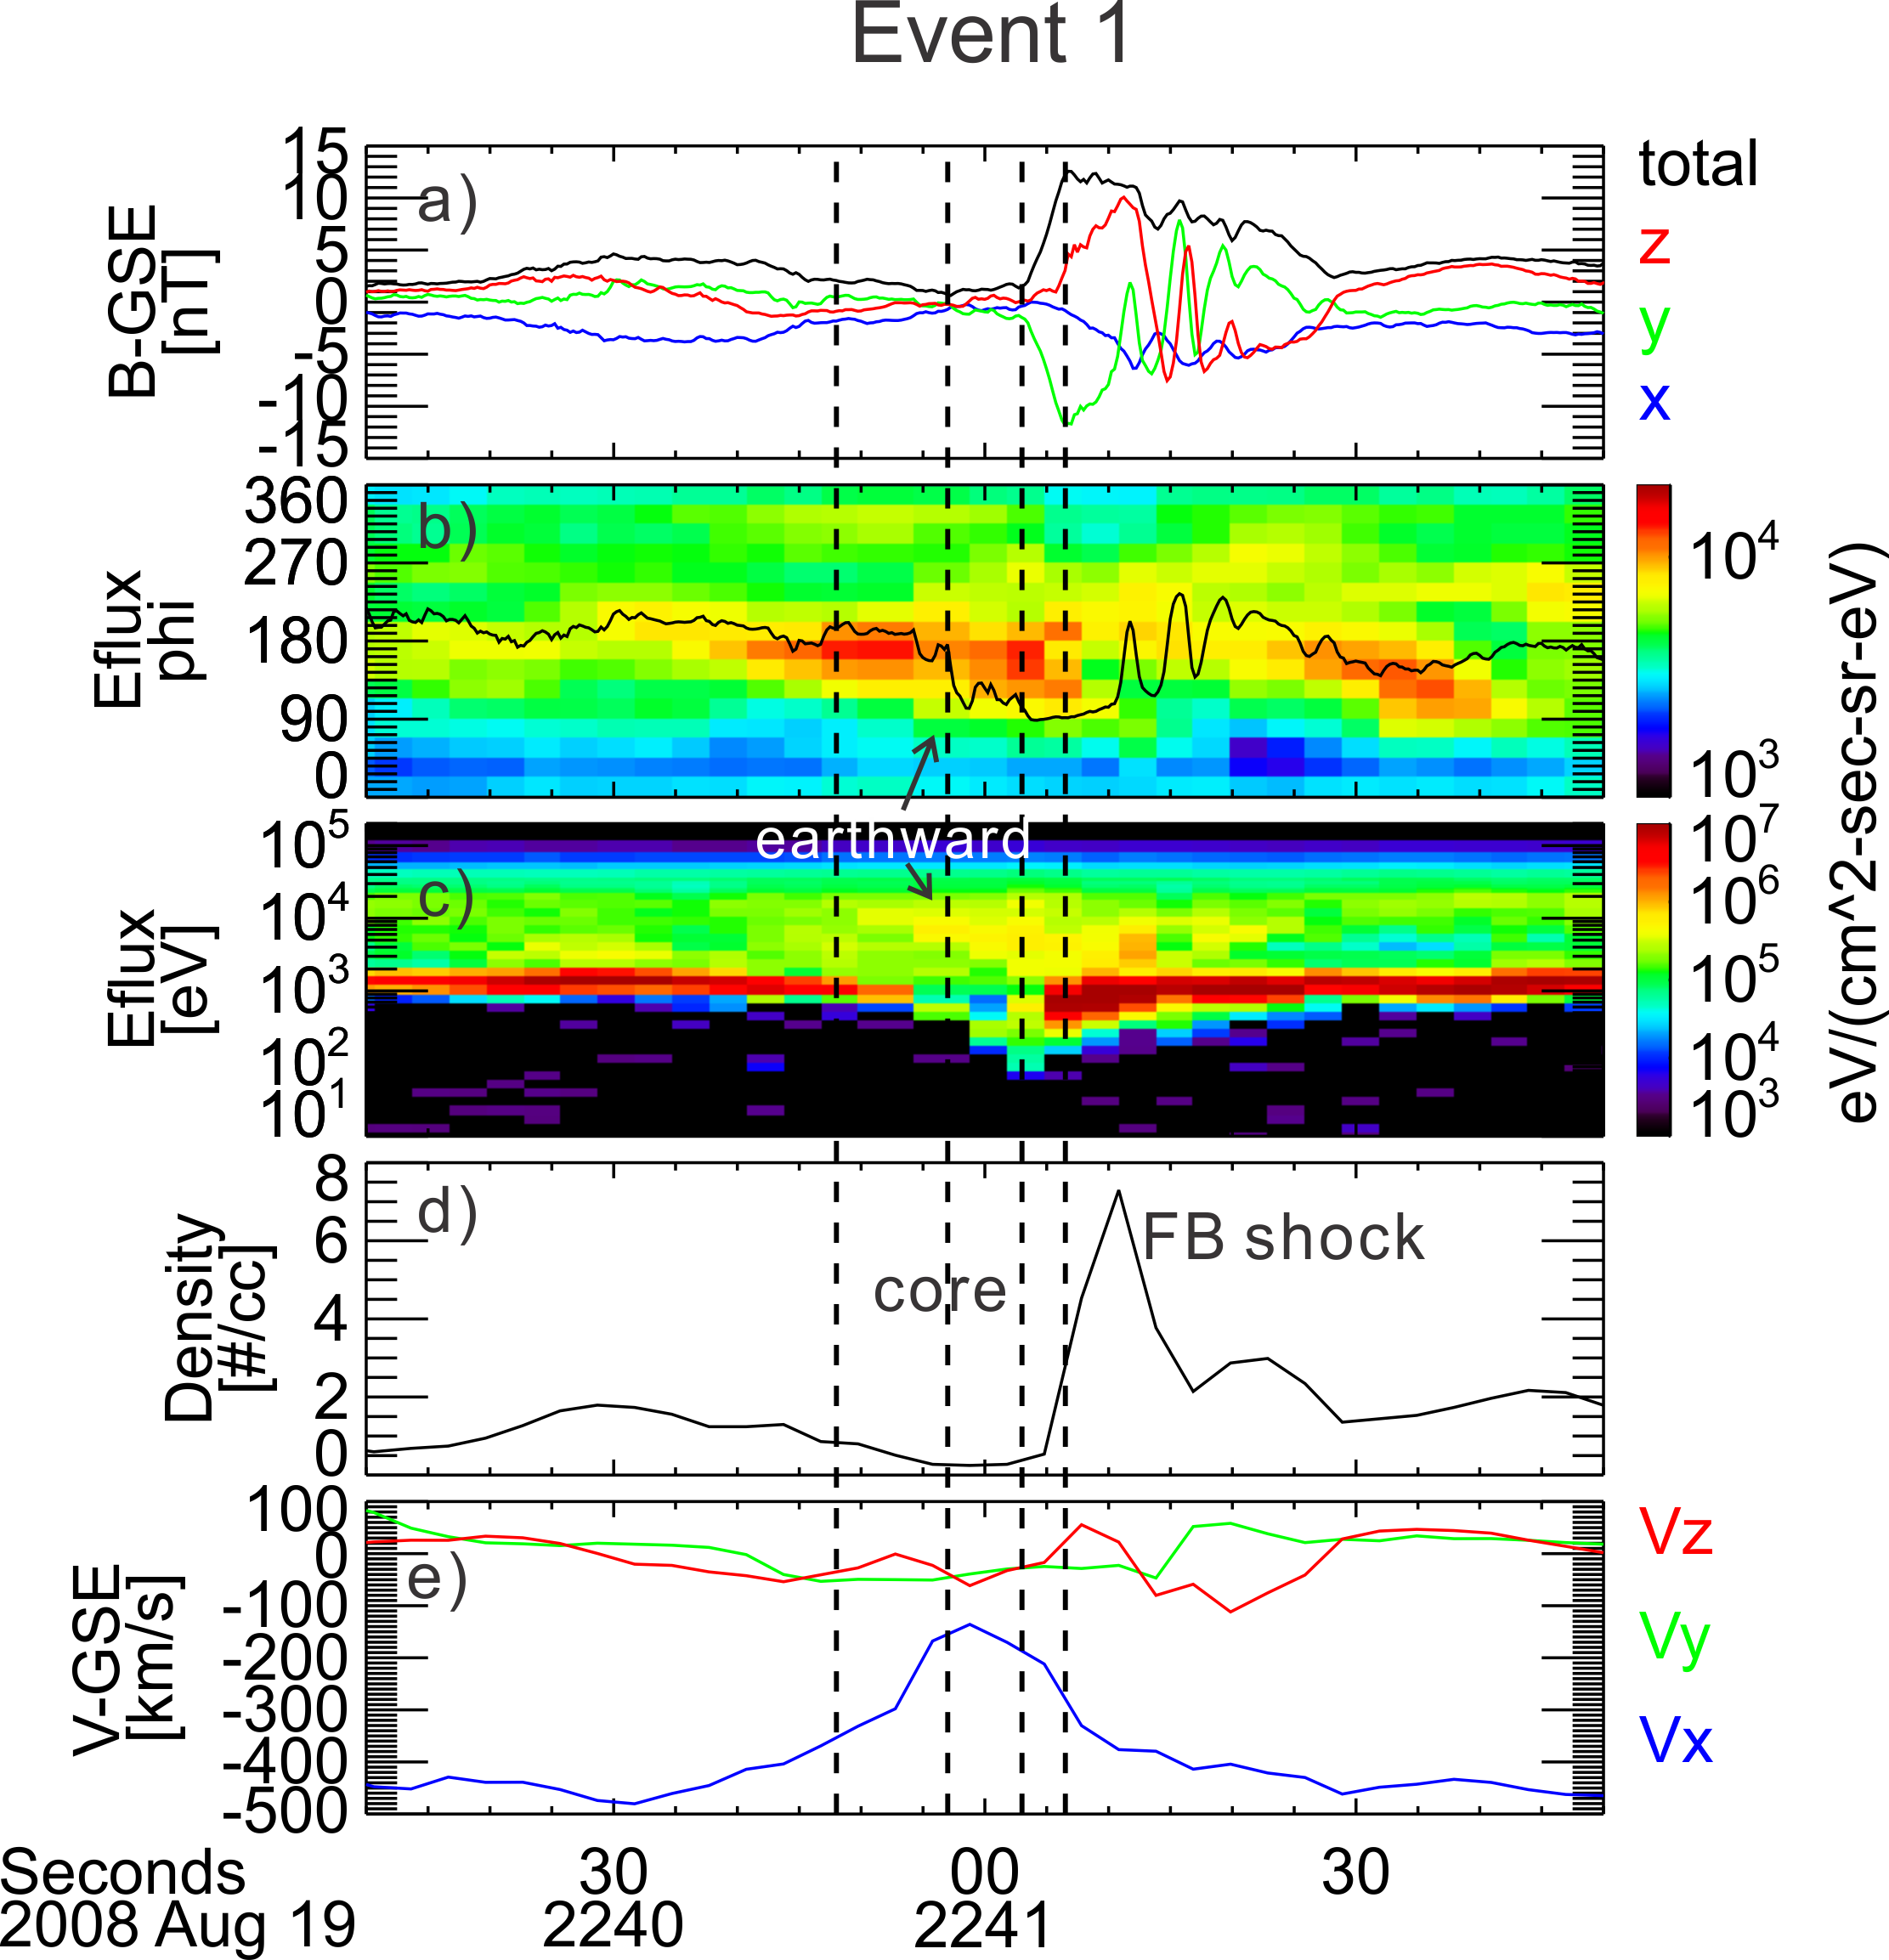 Event 1
B-GSE
[nT]
15
10
5
0
-5
-10
-15
a)
total
z
y
x
Eflux
phi
360
270
180
90
0
b)
10^4
10^3
earthward
Eflux
[eV]
10^5
10^4
10^3
10^2
10^1
c)
10^7
10^6
10^5
10^4
10^3
eV/(cm^2-sec-sr-eV)
Density
[#/cc]
8
6
4
2
0
d)
core
FB shock
V-GSE
[km/s]
100
0
-100
-200
-300
-400
-500
e)
Vz
Vy
Vx
Seconds 30 00 30
2008 Aug 19 2240 2241